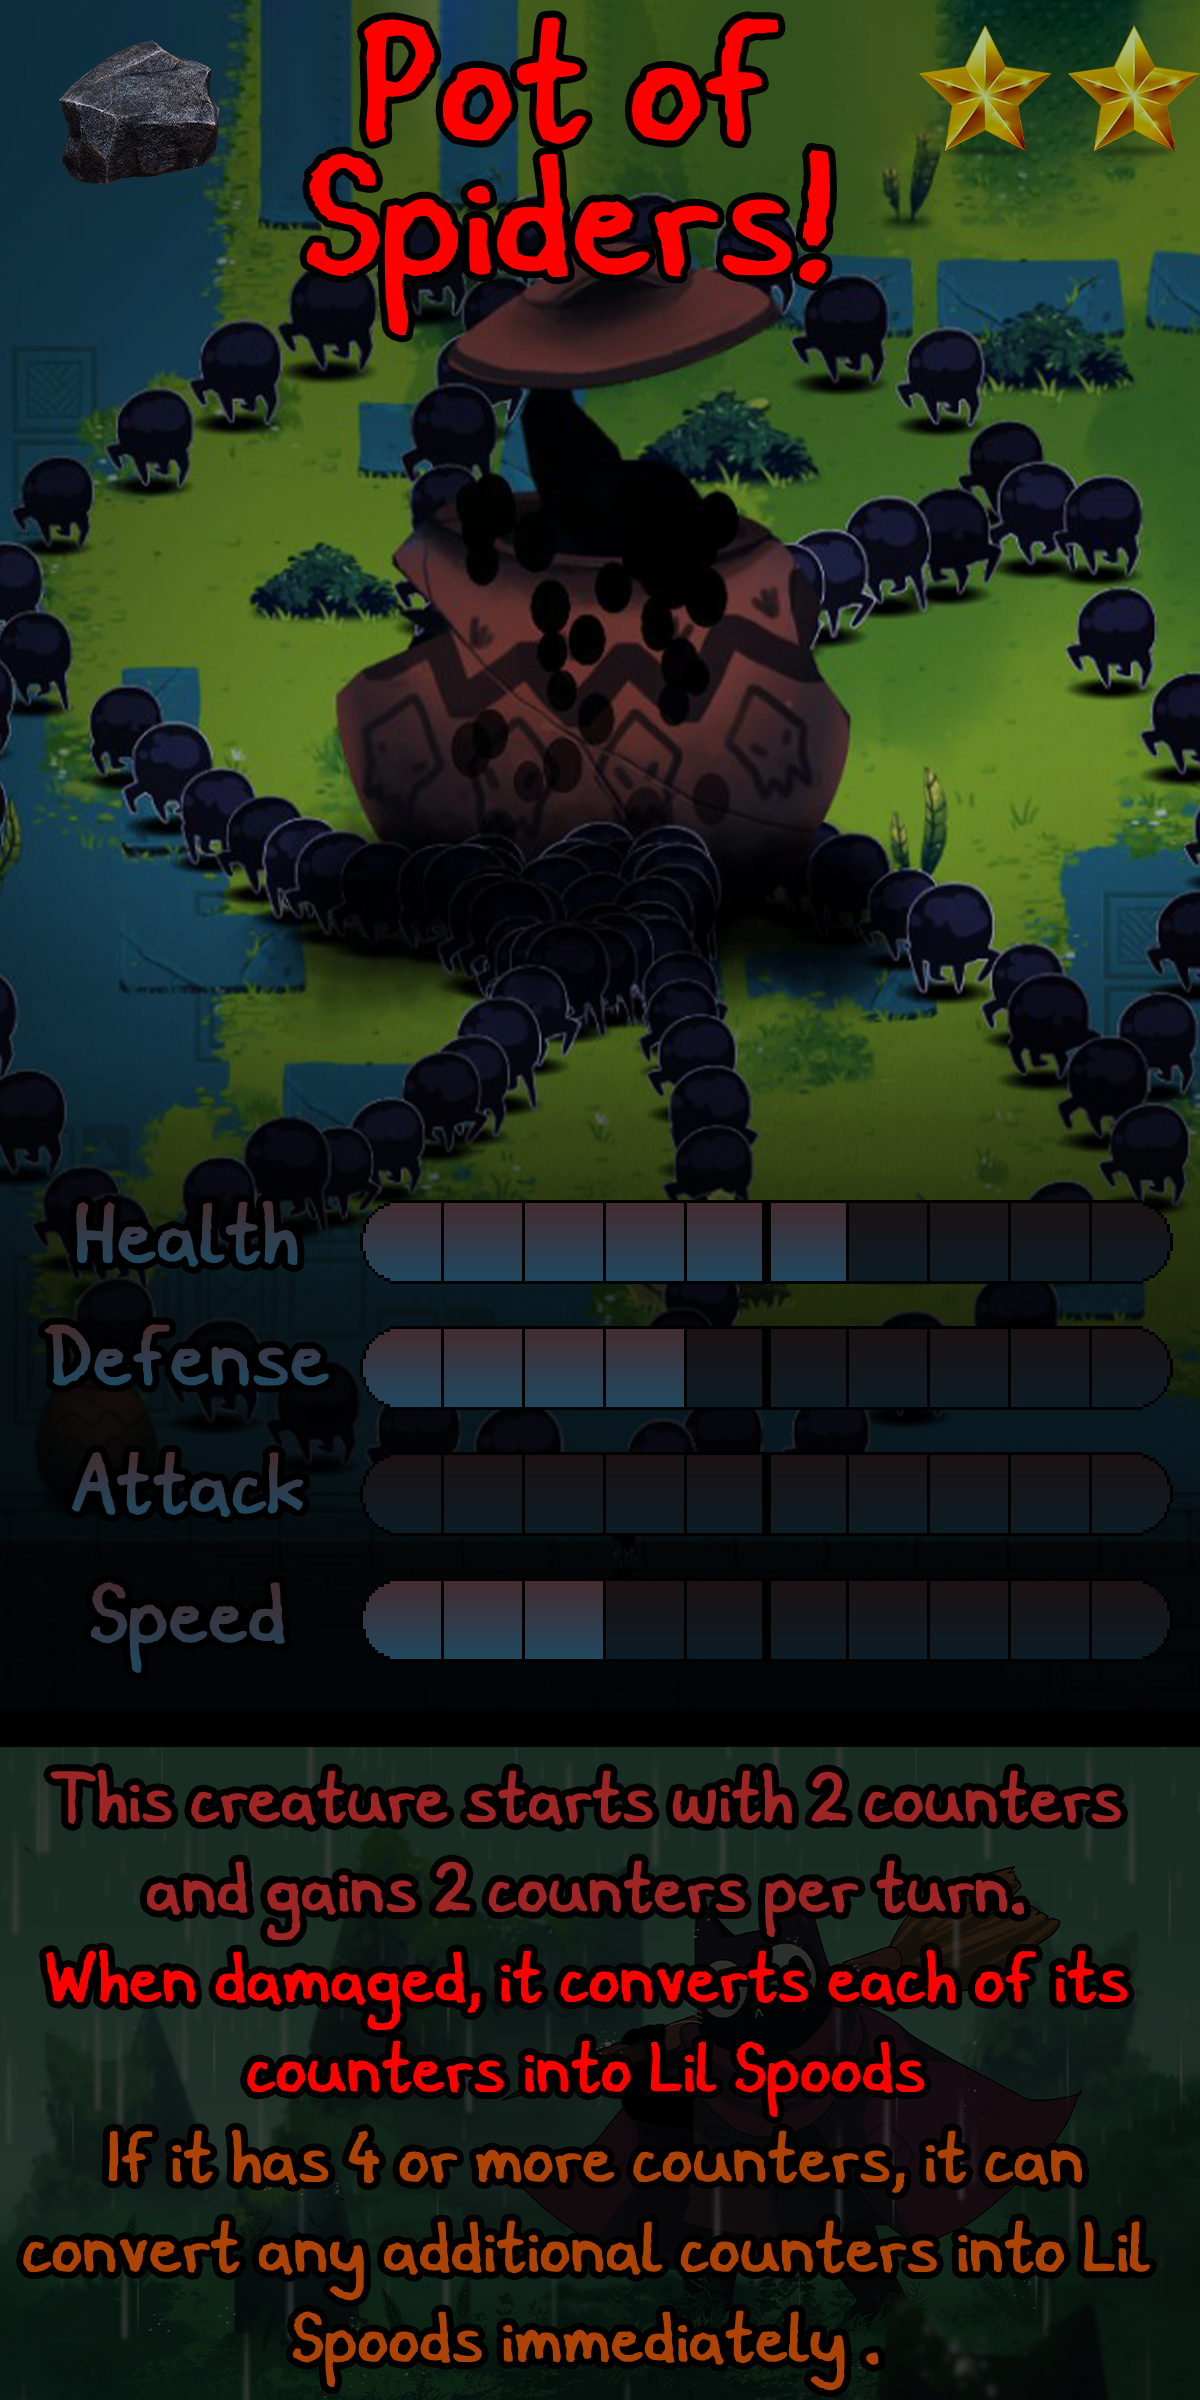 Pot of
Spiders!
Health
Defense
Attack
Speed
This creature starts with 2 counters
and gains 2 counters per turn.
When damaged, it converts each of its
counters into Lil Spoods
If it has 4 or more counters, it can
convert any additional counters into Lil
Spoods immediately .